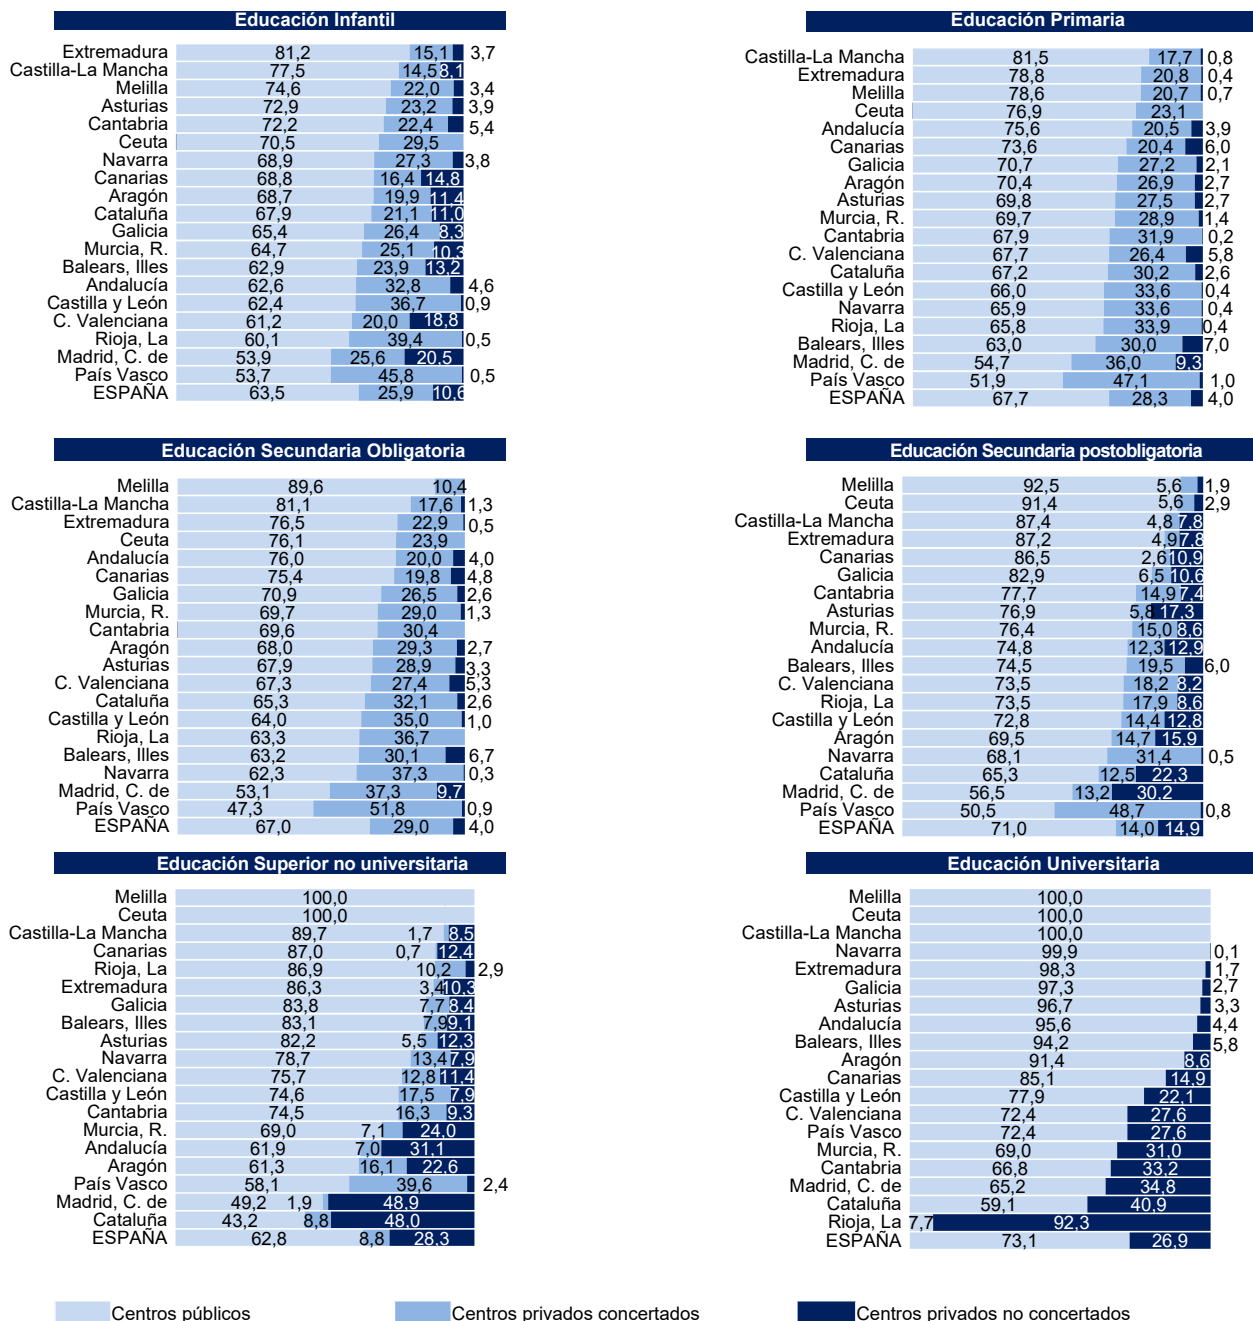 Educación Infantil
Extremadura 81,2 15,1 3,7
Castilla-La Mancha 77,5 14,5 8,1
Melilla 74,6 22,0 3,4
Asturias 72,9 23,2 3,9
Cantabria 72,2 22,4 5,4
Ceuta 70,5 29,5
Navarra 68,9 27,3 3,8
Canarias 68,8 16,4 14,8
Aragón 68,7 19,9 11,4
Cataluña 67,9 21,1 11,0
Galicia 65,4 26,4 8,3
Murcia, R. 64,7 25,1 10,3
Balears, Illes 62,9 23,9 13,2
Andalucía 62,6 32,8 4,6
Castilla y León 62,4 36,7 0,9
C. Valenciana 61,2 20,0 18,8
Rioja, La 60,1 39,4 0,5
Madrid, C. de 53,9 25,6 20,5
País Vasco 53,7 45,8 0,5
ESPAÑA 63,5 25,9 10,6
Educación Primaria
Castilla-La Mancha 81,5 17,7 0,8
Extremadura 78,8 20,8 0,4
Melilla 78,6 20,7 0,7
Ceuta 76,9 23,1
Andalucía 75,6 20,5 3,9
Canarias 73,6 20,4 6,0
Galicia 70,7 27,2 2,1
Aragón 70,4 26,9 2,7
Asturias 69,8 27,5 2,7
Murcia, R. 69,7 28,9 1,4
Cantabria 67,9 31,9 0,2
C. Valenciana 67,7 26,4 5,8
Cataluña 67,2 30,2 2,6
Castilla y León 66,0 33,6 0,4
Navarra 65,9 33,6 0,4
Rioja, La 65,8 33,9 0,4
Balears, Illes 63,0 30,0 7,0
Madrid, C. de 54,7 36,0 9,3
País Vasco 51,9 47,1 1,0
ESPAÑA 67,7 28,3 4,0
Educación Secundaria Obligatoria
Melilla 89,6 10,4
Castilla-La Mancha 81,1 17,6 1,3
Extremadura 76,5 22,9 0,5
Ceuta 76,1 23,9
Andalucía 76,0 20,0 4,0
Canarias 75,4 19,8 4,8
Galicia 70,9 26,5 2,6
Murcia, R. 69,7 29,0 1,3
Cantabria 69,6 30,4
Aragón 68,0 29,3 2,7
Asturias 67,9 28,9 3,3
C. Valenciana 67,3 27,4 5,3
Cataluña 65,3 32,1 2,6
Castilla y León 64,0 35,0 1,0
Rioja, La 63,3 36,7
Balears, Illes 63,2 30,1 6,7
Navarra 62,3 37,3 0,3
Madrid, C. de 53,1 37,3 9,7
País Vasco 47,3 51,8 0,9
ESPAÑA 67,0 29,0 4,0
Educación Secundaria postobligatoria
Melilla 92,5 5,6 1,9
Ceuta 91,4 5,6 2,9
Castilla-La Mancha 87,4 4,8 7,8
Extremadura 87,2 4,9 7,8
Canarias 86,5 2,6 10,9
Galicia 82,9 6,5 10,6
Cantabria 77,7 14,9 7,4
Asturias 76,9 5,8 17,3
Murcia, R. 76,4 15,0 8,6
Andalucía 74,8 12,3 12,9
Balears, Illes 74,5 19,5 6,0
C. Valenciana 73,5 18,2 8,2
Rioja, La 73,5 17,9 8,6
Castilla y León 72,8 14,4 12,8
Aragón 69,5 14,7 15,9
Navarra 68,1 31,4 0,5
Cataluña 65,3 12,5 22,3
Madrid, C. de 56,5 13,2 30,2
País Vasco 50,5 48,7 0,8
ESPAÑA 71,0 14,0 14,9
Educación Superior no universitaria
Melilla 100,0
Ceuta 100,0
Castilla-La Mancha 89,7 1,7 8,5
Canarias 87,0 0,7 12,4
Rioja, La 86,9 10,2 2,9
Extremadura 86,3 3,4 10,3
Galicia 83,8 7,7 8,4
Balears, Illes 83,1 7,9 9,1
Asturias 82,2 5,5 12,3
Navarra 78,7 13,4 7,9
C. Valenciana 75,7 12,8 11,4
Castilla y León 74,6 17,5 7,9
Cantabria 74,5 16,3 9,3
Murcia, R. 69,0 7,1 24,0
Andalucía 61,9 7,0 31,1
Aragón 61,3 16,1 22,6
País Vasco 58,1 39,6 2,4
Madrid, C. de 49,2 1,9 48,9
Cataluña 43,2 8,8 48,0
ESPAÑA 62,8 8,8 28,3
Educación Universitaria
Melilla 100,0
Ceuta 100,0
Castilla-La Mancha 100,0
Navarra 99,9 0,1
Extremadura 98,3 1,7
Galicia 97,3 2,7
Asturias 96,7 3,3
Andalucía 95,6 4,4
Balears, Illes 94,2 5,8
Aragón 91,4 8,6
Canarias 85,1 14,9
Castilla y León 77,9 22,1
C. Valenciana 72,4 27,6
País Vasco 72,4 27,6
Murcia, R. 69,0 31,0
Cantabria 66,8 33,2
Madrid, C. de 65,2 34,8
Cataluña 59,1 40,9
Rioja, La 7,7 92,3
ESPAÑA 73,1 26,9
Centros públicos Centros privados concertados Centros privados no concertados